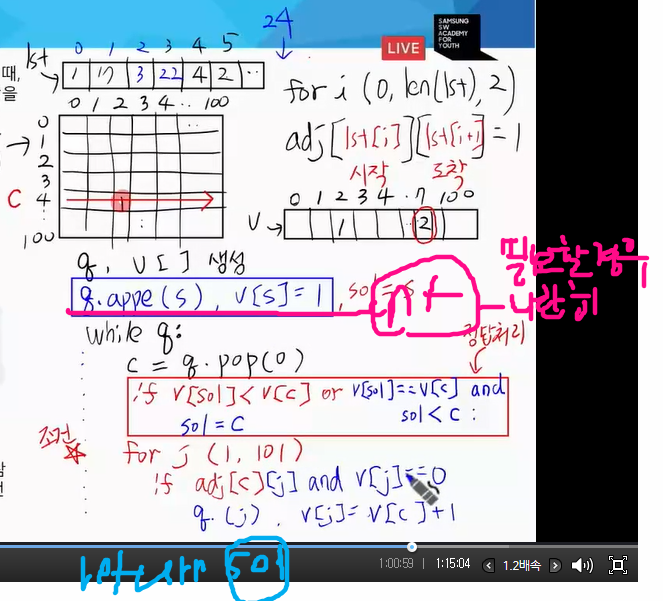 24
SAMSUNG
SW
ACADEMY
FOR
YOUTH
LIVE
0 1 2 3 4 5
lst
1 17 3 22 4 2 ..
때,
을
for i (0, len(lst), 2)
adj[lst[i]][lst[i+1]=1
시작 도착
0 1 2 3 4 .. 100
0
1
2
3
C 4 1
100
0 1 2 3 4 .7 100
V 1 2
q, V[ ] 생성
q.appe(s), V[s]=1, sol=s
필요할경우
나란히
while q:
정답처리
c = q.pop(0)
if v[sol]<v[c] or v[sol]==v[c] and
sol=c
sol<c:
조건
for j (1, 101)
if adj[c][j] and v[j]==0
q.(j), v[j]=v[c]+1
1:00:59 | 1:15:04 < 1.2배속 >
return sol